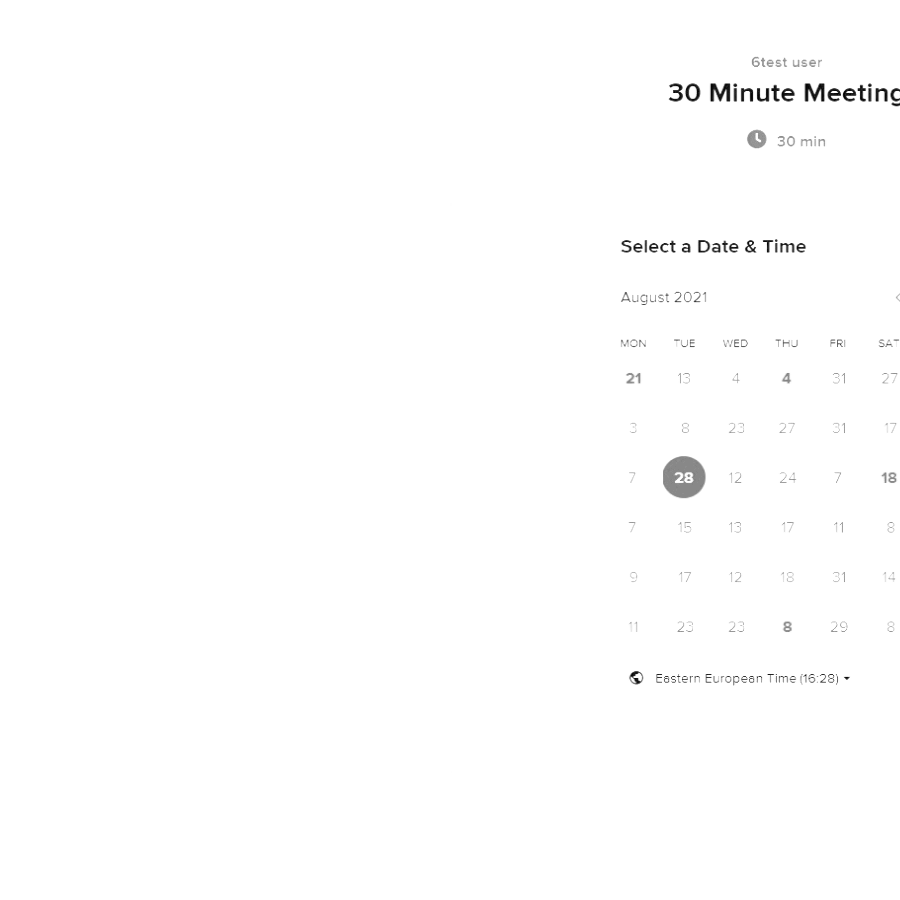 6test user
30 Minute Meeting
30 min
Select a Date & Time
August 2021
MON TUE WED THU FRI SAT
21 13 4 4 31 27
3 8 23 27 31 17
7 28 12 24 7 18
7 15 13 17 11 8
9 17 12 18 31 14
11 23 23 8 29 8
Eastern European Time (16:28)